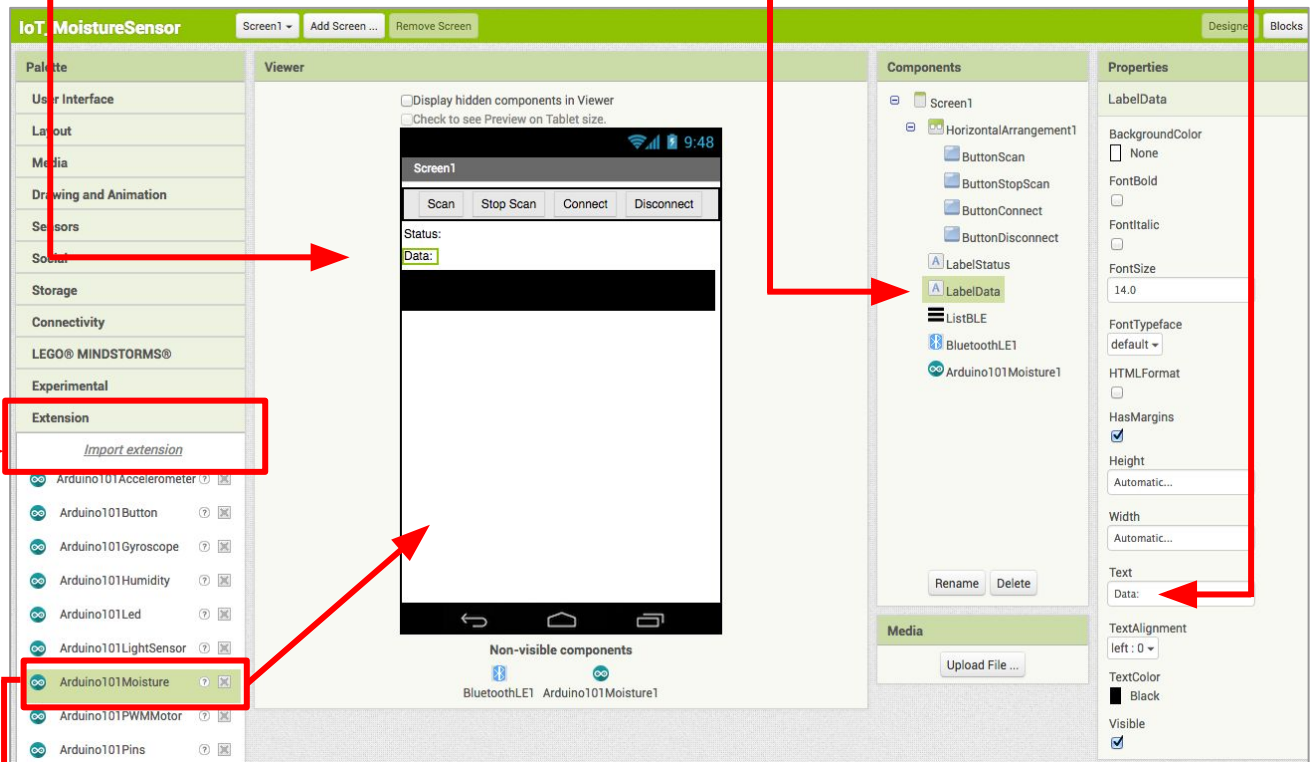 IoT_MoistureSensor
Screen1
Add Screen ...
Remove Screen
Designer
Blocks
Palette
User Interface
Layout
Media
Drawing and Animation
Sensors
Social
Storage
Connectivity
LEGO® MINDSTORMS®
Experimental
Extension
Import extension
Arduino101Accelerometer
Arduino101Button
Arduino101Gyroscope
Arduino101Humidity
Arduino101Led
Arduino101LightSensor
Arduino101Moisture
Arduino101PWMMotor
Arduino101Pins
Viewer
Display hidden components in Viewer
Check to see Preview on Tablet size.
9:48
Screen1
Scan Stop Scan Connect Disconnect
Status:
Data:
Non-visible components
BluetoothLE1 Arduino101Moisture1
Components
Screen1
HorizontalArrangement1
ButtonScan
ButtonStopScan
ButtonConnect
ButtonDisconnect
A LabelStatus
A LabelData
ListBLE
BluetoothLE1
Arduino101Moisture1
Rename Delete
Media
Upload File ...
Properties
LabelData
BackgroundColor
None
FontBold
FontItalic
FontSize
14.0
FontTypeface
default
HTMLFormat
HasMargins
Height
Automatic...
Width
Automatic...
Text
Data:
TextAlignment
left : 0
TextColor
Black
Visible